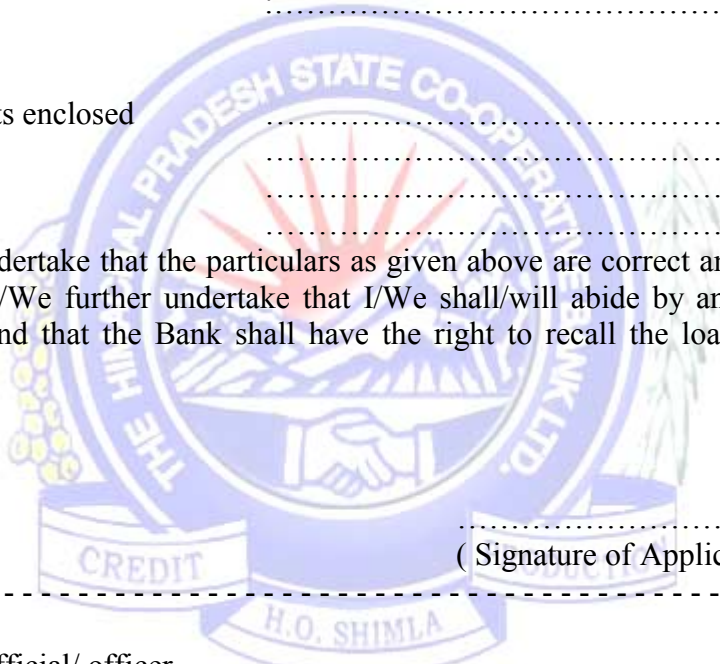 ………………………………………
ts enclosed ………………………………………
………………………………………
………………………………………
………………………………………
dertake that the particulars as given above are correct an
/We further undertake that I/We shall/will abide by an
nd that the Bank shall have the right to recall the loa
………………………
( Signature of Applic
- - - - - - - - - - - - - - - - - - - - - - - - - - - - - - - - - - - -
fficial/ officer
THE HIMACHAL PRADESH STATE CO-OPERATIVE BANK LTD.
CREDIT
PRODUCTION
H.O. SHIMLA